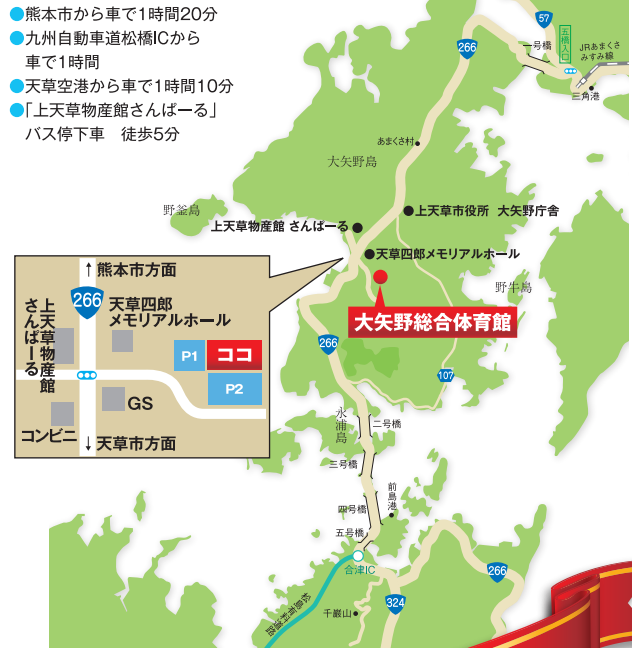 ●熊本市から車で1時間20分
●九州自動車道松橋ICから
車で1時間
●天草空港から車で1時間10分
●「上天草物産館さんぱーる」
バス停下車　徒歩5分
57
五橋入口
266
一号橋
JRあまくさ
みすみ線
三角港
あまくさ村
大矢野島
野釜島
上天草市役所　大矢野庁舎
上天草物産館 さんぱーる
天草四郎メモリアルホール
野牛島
大矢野総合体育館
↑熊本市方面
266
天草四郎
メモリアルホール
上天草物産館
さんぱーる
P1
ココ
P2
GS
コンビニ
↓天草市方面
266
107
永浦島
二号橋
三号橋
前島港
四号橋
五号橋
合津IC
266
324
松島有料道路
千巌山